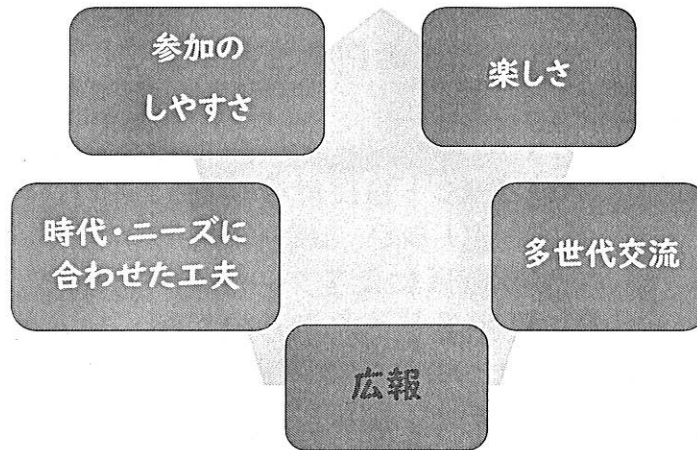 参加の
しやすさ
楽しさ
時代・ニーズに
合わせた工夫
多世代交流
広報